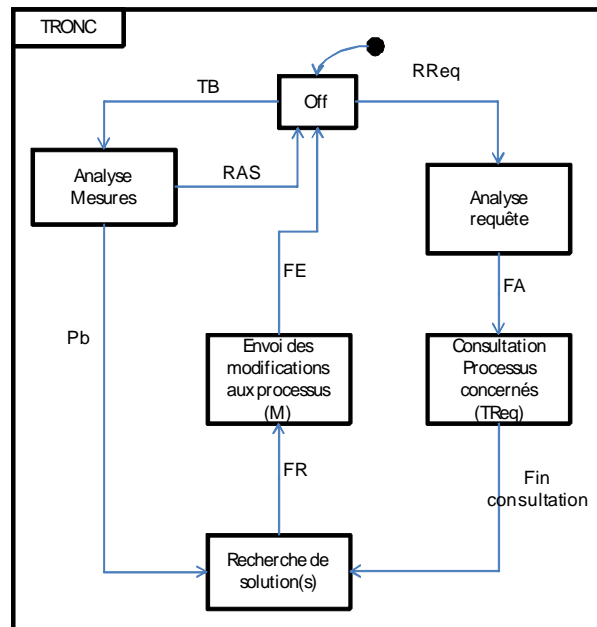 TRONC
RReq
TB
Off
Analyse
Mesures
RAS
Analyse
requête
FE
FA
Pb
Envoi des
modifications
aux processus
(M)
Consultation
Processus
concernés
(TReq)
FR
Fin
consultation
Recherche de
solution(s)